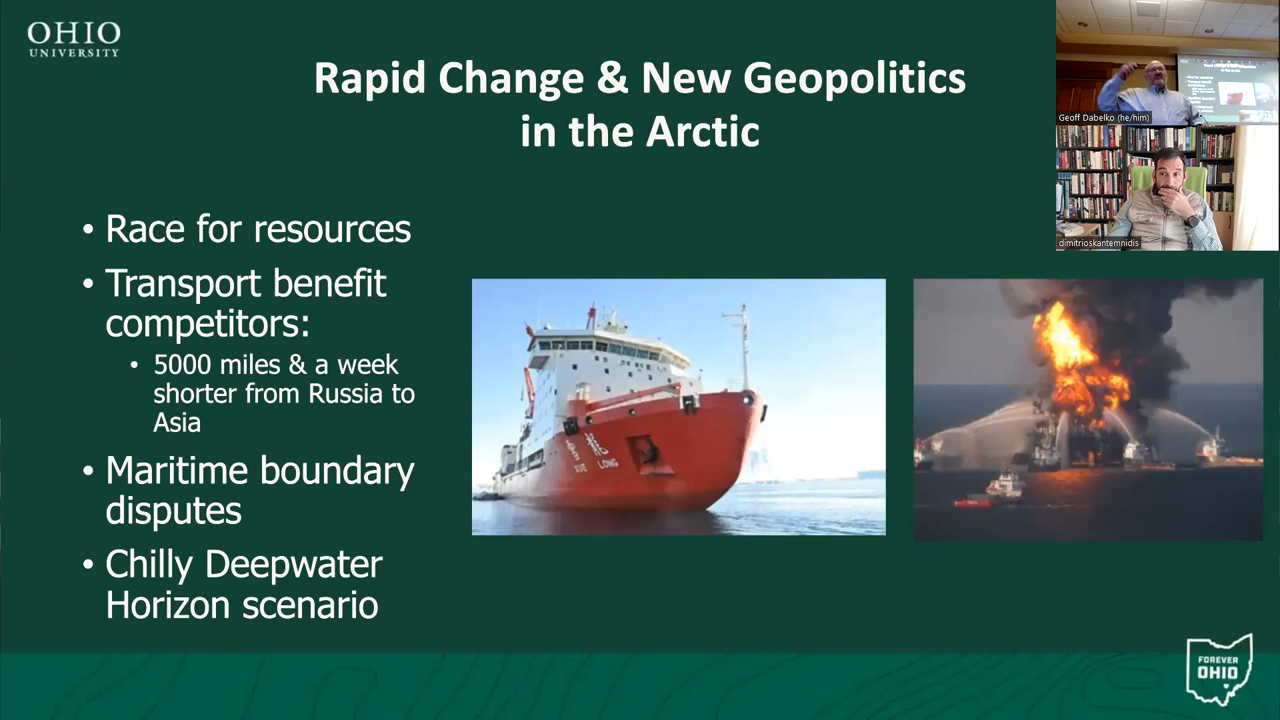 OHIO
UNIVERSITY
Rapid Change & New Geopolitics
in the Arctic
• Race for resources
• Transport benefit
competitors:
• 5000 miles & a week
shorter from Russia to
Asia
• Maritime boundary
disputes
• Chilly Deepwater
Horizon scenario
LONG
Geoff Dabelko (he/him)
dimitrioskantemnidis
FOREVER
OHIO